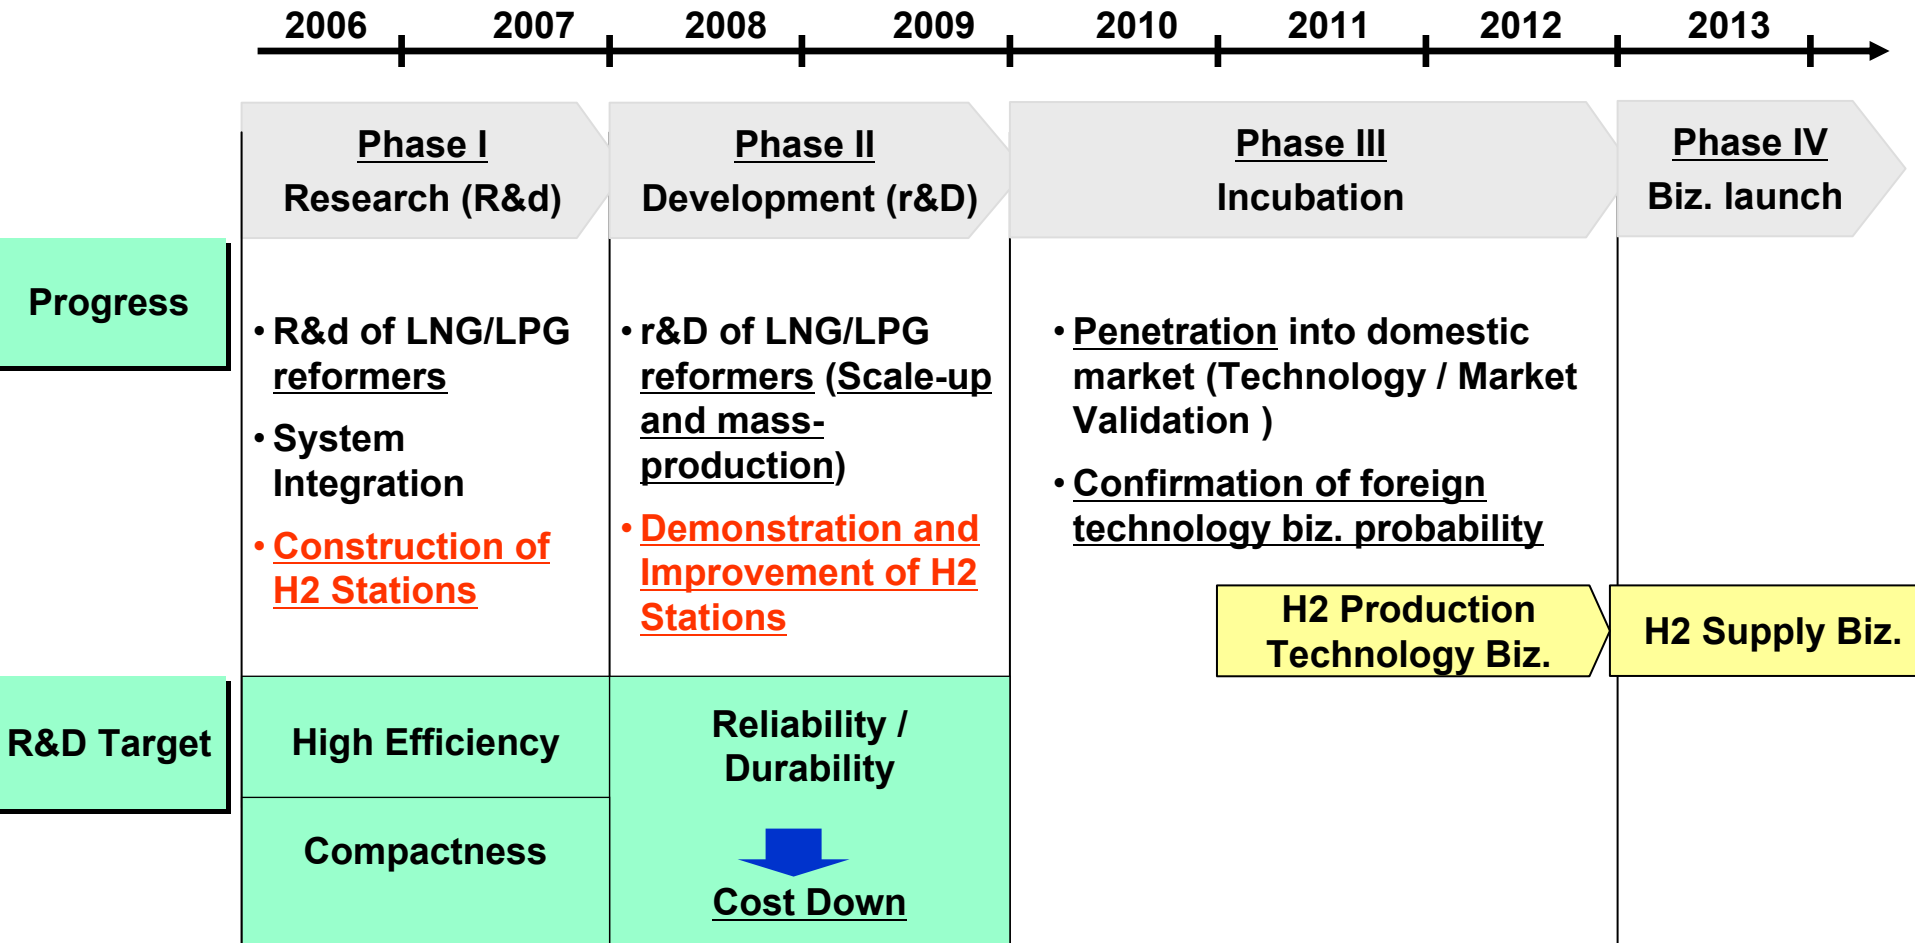 2006 2007 2008 2009 2010 2011 2012 2013
Phase I
Research (R&d)
Phase II
Development (r&D)
Phase III
Incubation
Phase IV
Biz. launch
Progress
• R&d of LNG/LPG
reformers
• System
Integration
• Construction of
H2 Stations
• r&D of LNG/LPG
reformers (Scale-up
and mass-
production)
• Demonstration and
Improvement of H2
Stations
• Penetration into domestic
market (Technology / Market
Validation )
• Confirmation of foreign
technology biz. probability
H2 Production
Technology Biz.
H2 Supply Biz.
R&D Target
High Efficiency
Compactness
Reliability /
Durability
Cost Down